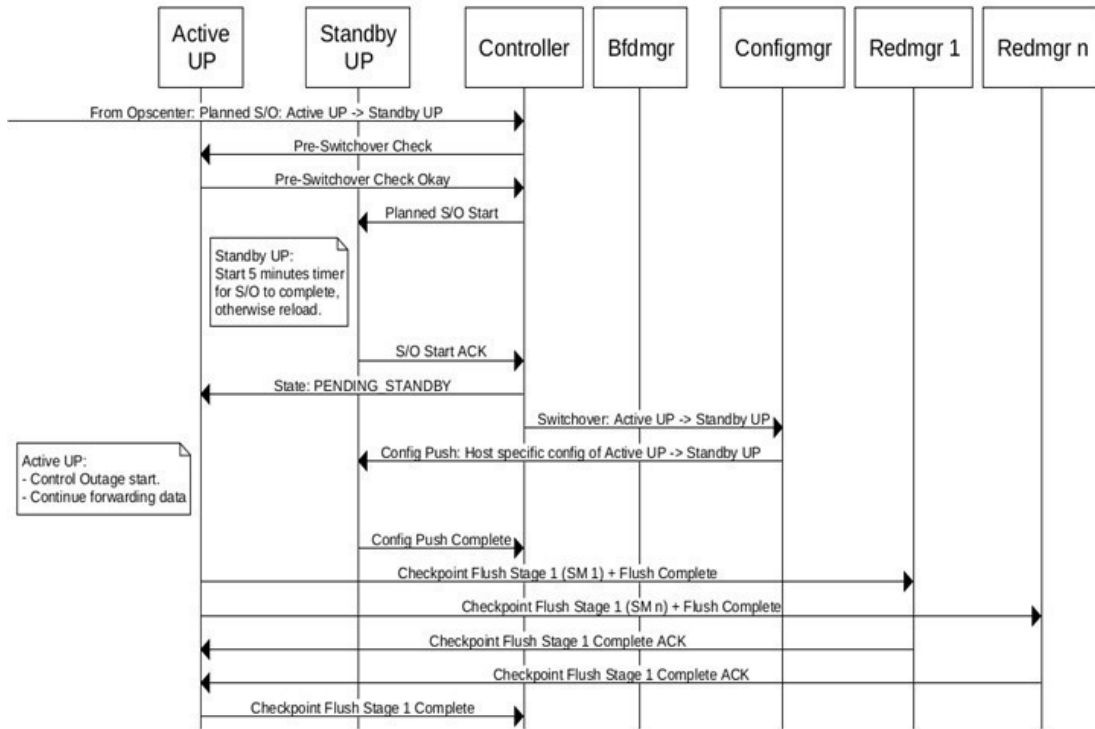 Active
UP
Standby
UP
Controller
Bfdmgr
Configmgr
Redmgr 1
Redmgr n
From Opscenter: Planned S/O: Active UP -> Standby UP
Pre-Switchover Check
Pre-Switchover Check Okay
Planned S/O Start
Standby UP:
Start 5 minutes timer
for S/O to complete,
otherwise reload.
S/O Start ACK
State: PENDING_STANDBY
Switchover: Active UP -> Standby UP
Config Push: Host specific config of Active UP -> Standby UP
Active UP:
- Control Outage start.
- Continue forwarding data
Config Push Complete
Checkpoint Flush Stage 1 (SM 1) + Flush Complete
Checkpoint Flush Stage 1 (SM n) + Flush Complete
Checkpoint Flush Stage 1 Complete ACK
Checkpoint Flush Stage 1 Complete ACK
Checkpoint Flush Stage 1 Complete